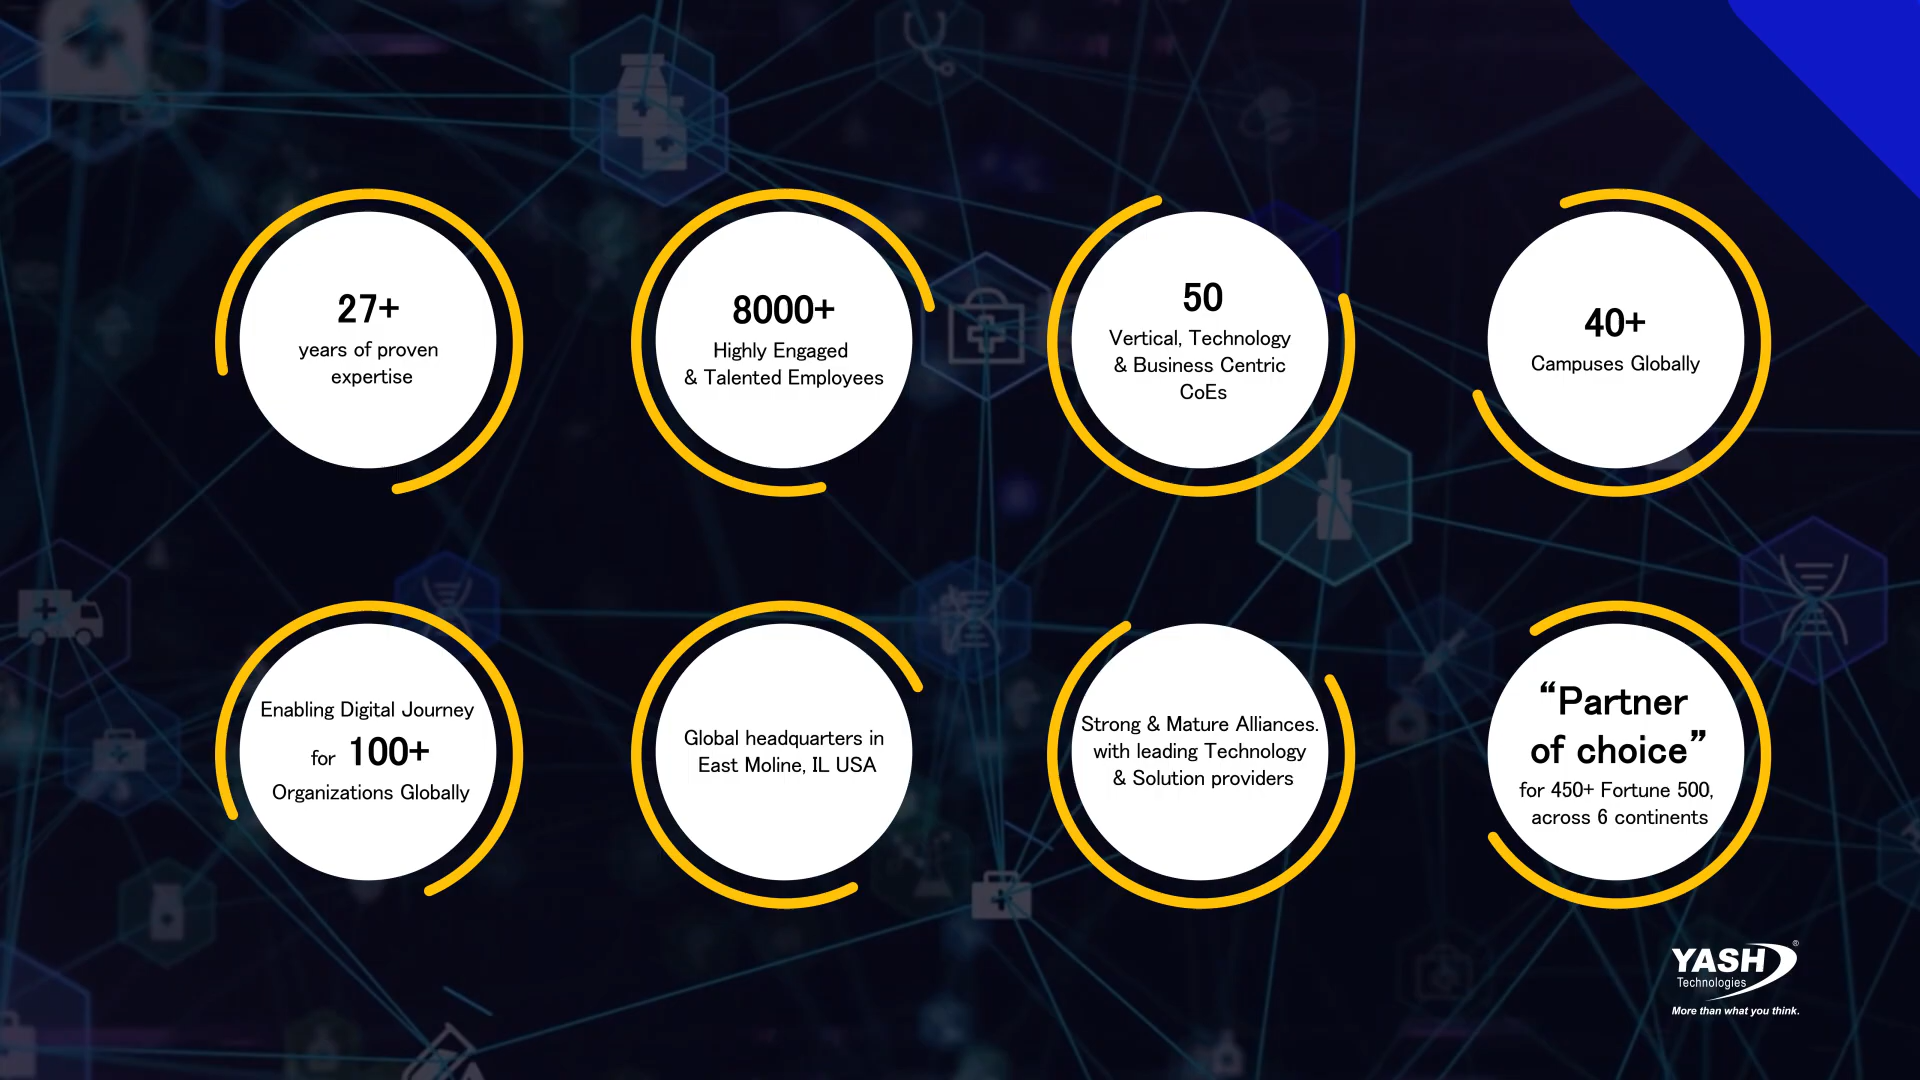 27+
years of proven
expertise
8000+
Highly Engaged
& Talented Employees
50
Vertical, Technology
& Business Centric
CoEs
40+
Campuses Globally
Enabling Digital Journey
for 100+
Organizations Globally
Global headquarters in
East Moline, IL USA
Strong & Mature Alliances.
with leading Technology
& Solution providers
“Partner
of choice”
for 450+ Fortune 500,
across 6 continents
YASH®
Technologies
More than what you think.